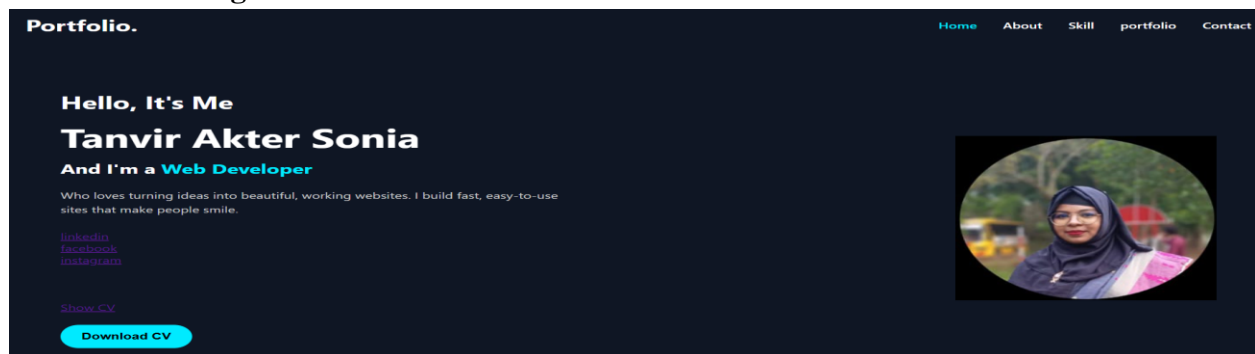 Portfolio.
Home About Skill portfolio Contact
Hello, It's Me
Tanvir Akter Sonia
And I'm a Web Developer
Who loves turning ideas into beautiful, working websites. I build fast, easy-to-use
sites that make people smile.
linkedin
facebook
instagram
Show CV
Download CV